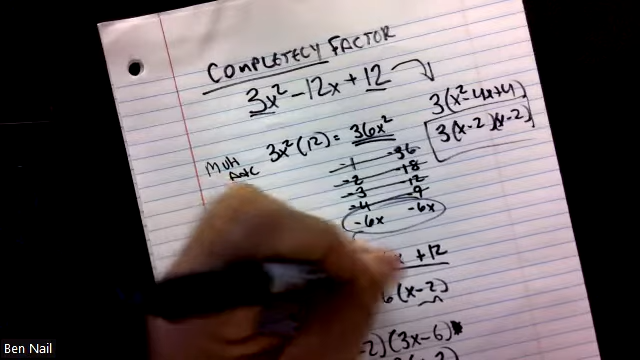 COMPLETELY FACTOR
3x² - 12x + 12
3(x² - 4x + 4)
3(x - 2)(x - 2)
3x²(12) = 36x²
Mult
A & C
-1 -36
-2 -18
-3 -12
-4 -9
-6x -6x
x + 12
6(x - 2)
-2)(3x - 6)
Ben Nail